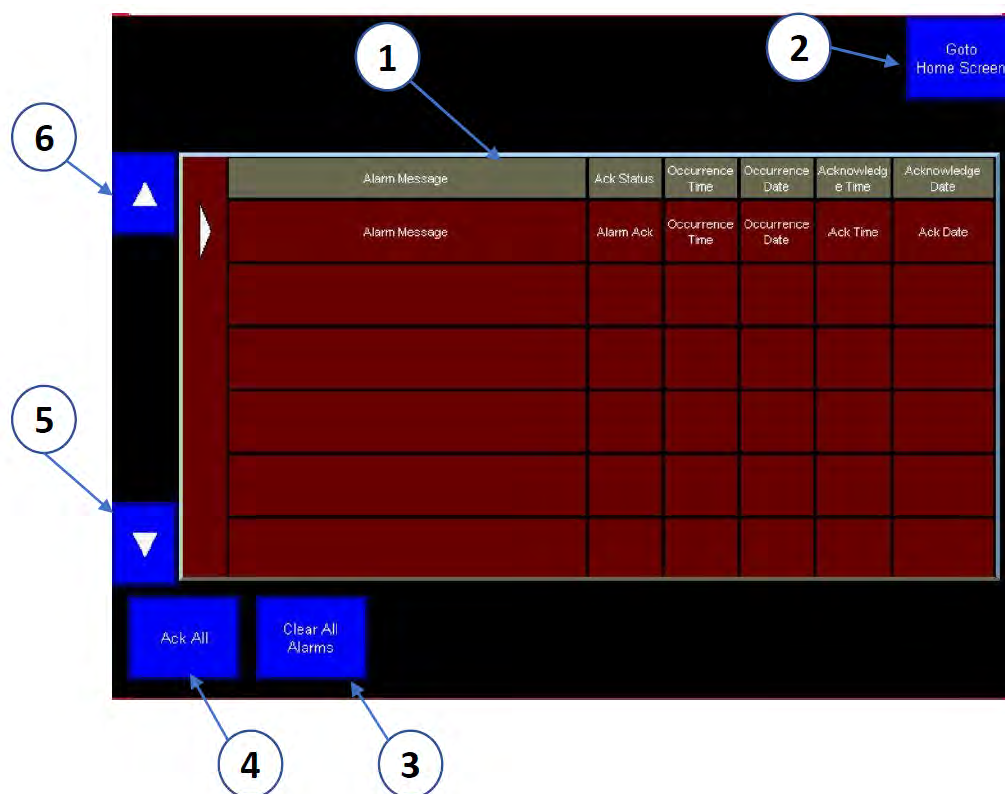 1
2
Goto
Home Screen
6
Alarm Message
Ack Status
Occurrence
Time
Occurrence
Date
Acknowledg
e Time
Acknowledge
Date
Alarm Message
Alarm Ack
Occurrence
Time
Occurrence
Date
Ack Time
Ack Date
5
Ack All
Clear All
Alarms
4
3